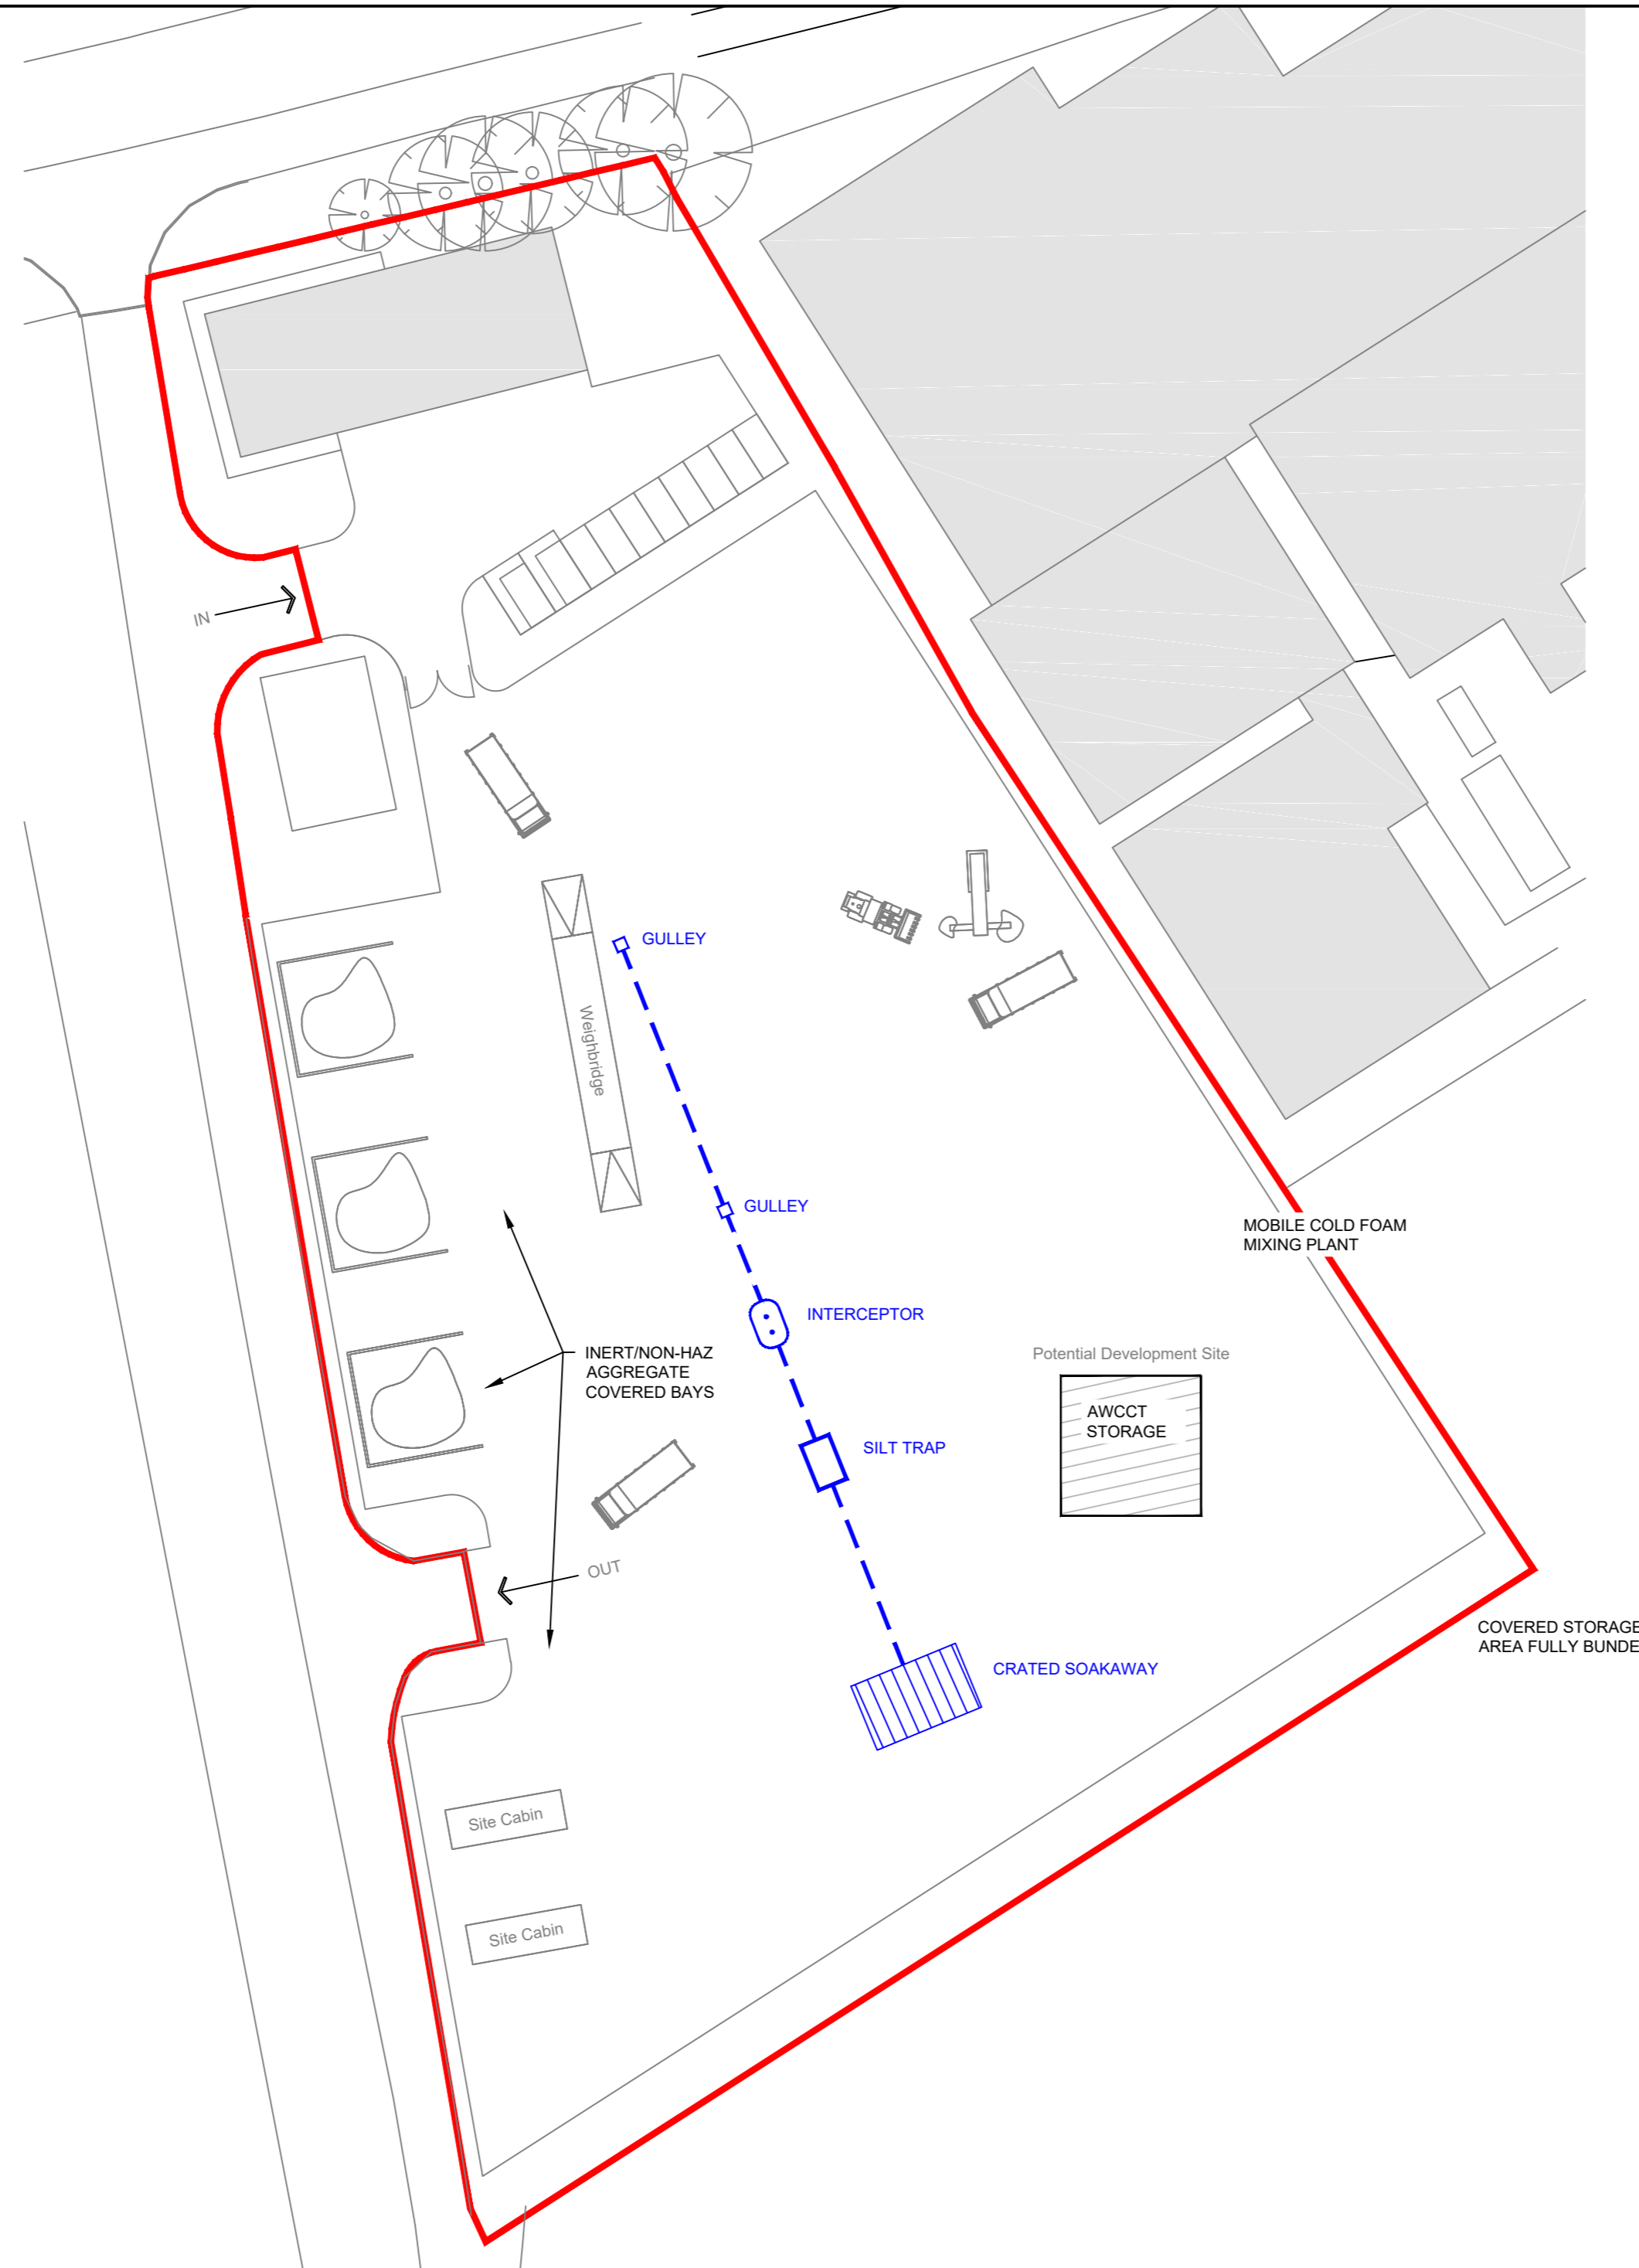 IN
GULLEY
Weighbridge
GULLEY
MOBILE COLD FOAM
MIXING PLANT
INTERCEPTOR
INERT/NON-HAZ
AGGREGATE
COVERED BAYS
Potential Development Site
AWCCT
STORAGE
SILT TRAP
OUT
COVERED STORAGE
AREA FULLY BUNDE
CRATED SOAKAWAY
Site Cabin
Site Cabin